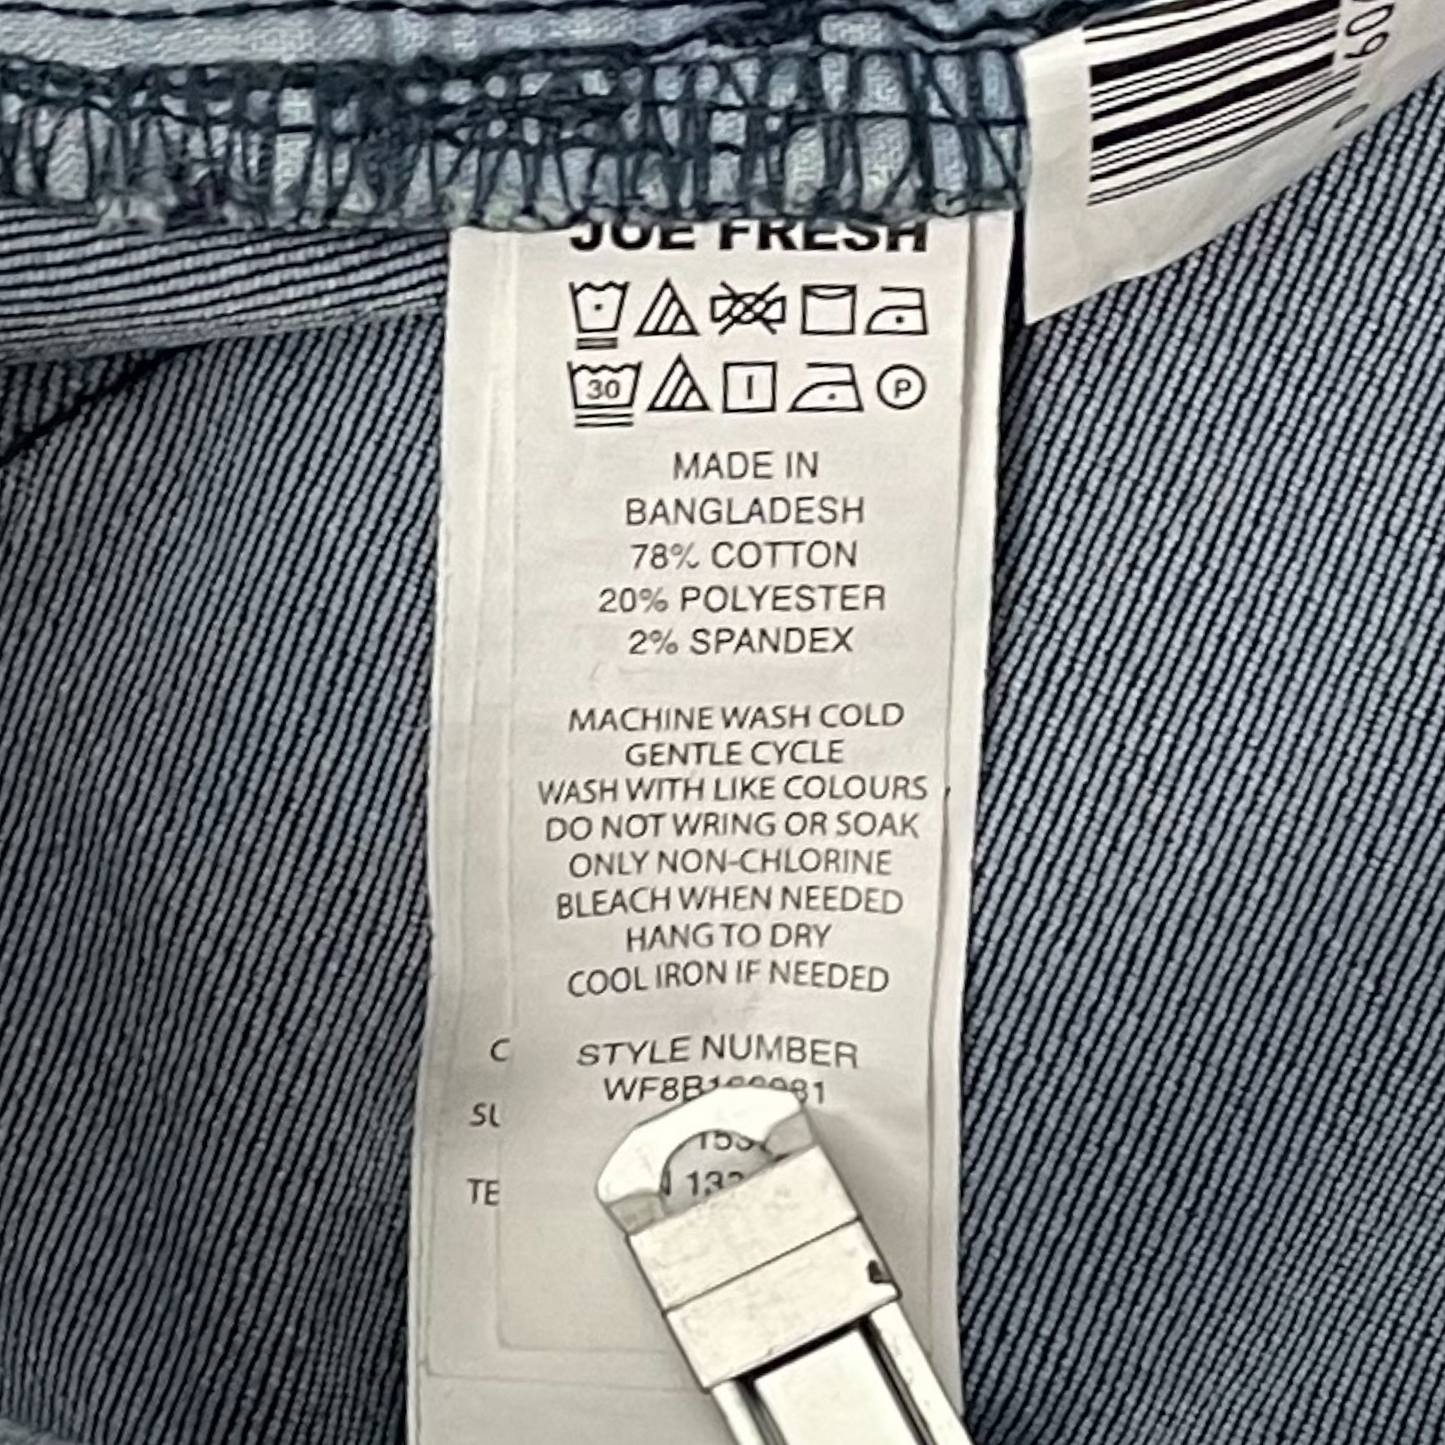 JOE FRESH
30 P
MADE IN
BANGLADESH
78% COTTON
20% POLYESTER
2% SPANDEX
MACHINE WASH COLD
GENTLE CYCLE
WASH WITH LIKE COLOURS
DO NOT WRING OR SOAK
ONLY NON-CHLORINE
BLEACH WHEN NEEDED
HANG TO DRY
COOL IRON IF NEEDED
STYLE NUMBER